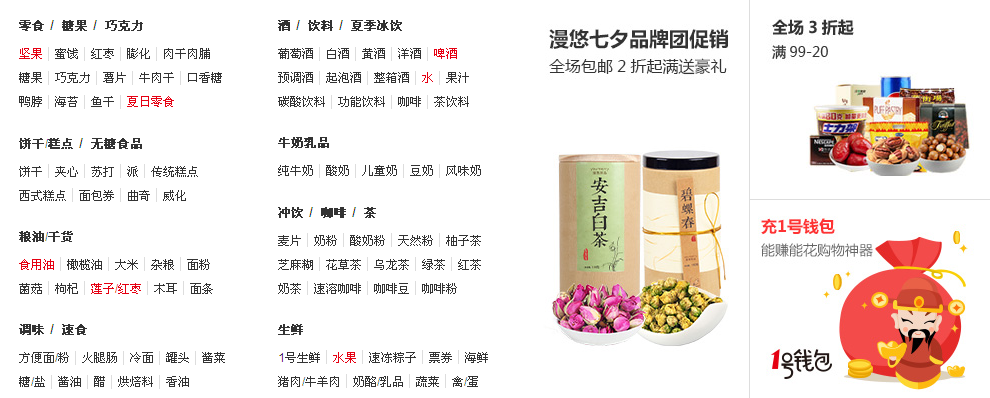 零食 / 糖果 / 巧克力
坚果 蜜饯 红枣 膨化 肉干肉脯
糖果 巧克力 薯片 牛肉干 口香糖
鸭脖 海苔 鱼干 夏日零食
饼干/糕点 / 无糖食品
饼干 夹心 苏打 派 传统糕点
西式糕点 面包券 曲奇 威化
粮油/干货
食用油 橄榄油 大米 杂粮 面粉
菌菇 枸杞 莲子/红枣 木耳 面条
调味 / 速食
方便面/粉 火腿肠 冷面 罐头 酱菜
糖/盐 酱油 醋 烘焙料 香油
酒 / 饮料 / 夏季冰饮
葡萄酒 白酒 黄酒 洋酒 啤酒
预调酒 起泡酒 整箱酒 水 果汁
碳酸饮料 功能饮料 咖啡 茶饮料
牛奶乳品
纯牛奶 酸奶 儿童奶 豆奶 风味奶
冲饮 / 咖啡 / 茶
麦片 奶粉 酸奶粉 天然粉 柚子茶
芝麻糊 花草茶 乌龙茶 绿茶 红茶
奶茶 速溶咖啡 咖啡豆 咖啡粉
生鲜
1号生鲜 水果 速冻粽子 票券 海鲜
猪肉/牛羊肉 奶酪/乳品 蔬菜 禽/蛋
漫悠七夕品牌团促销
全场包邮 2 折起满送豪礼
安吉白茶
碧螺春
全场 3 折起
满 99-20
士力架
PUFF PASTRY
NESCAFE
Truffles
充1号钱包
能赚能花购物神器
1号钱包